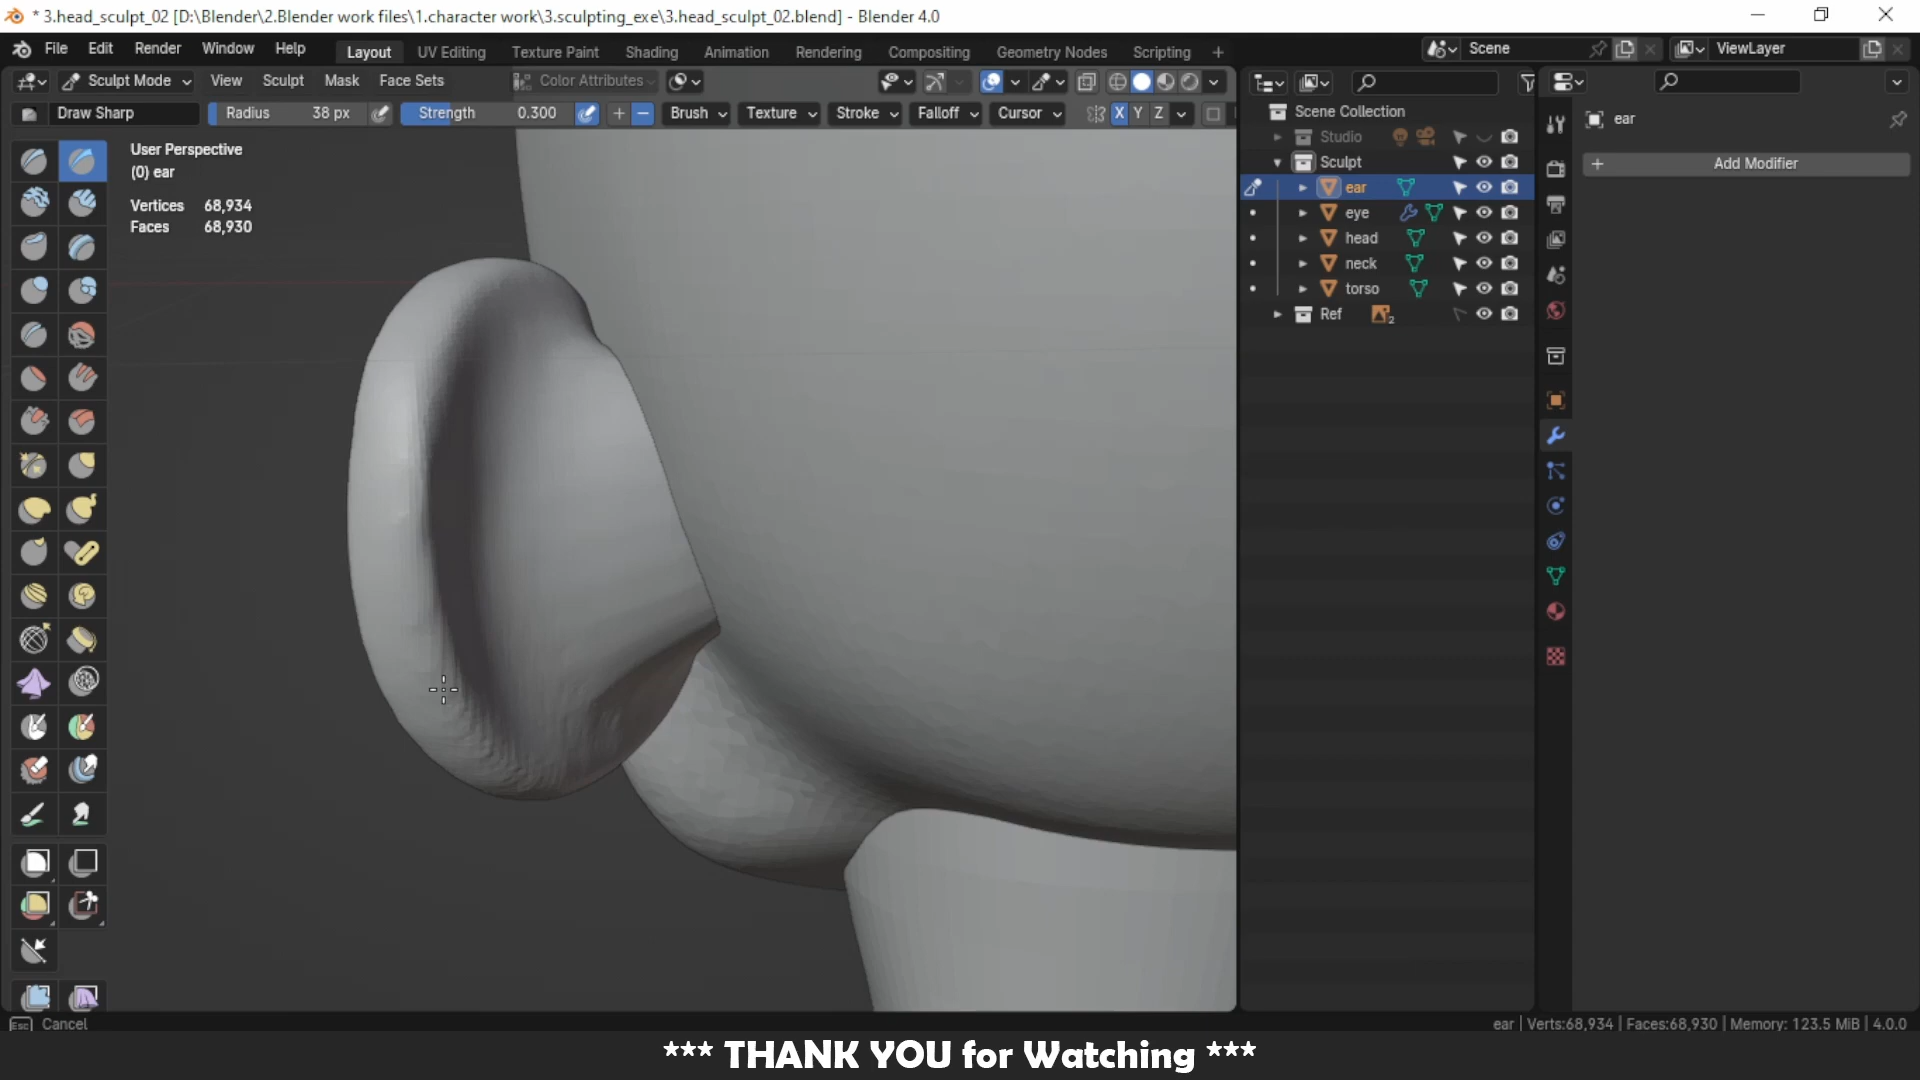 * 3.head_sculpt_02 [D:\Blender\2.Blender work files\1.character work\3.sculpting_exe\3.head_sculpt_02.blend] - Blender 4.0
File Edit Render Window Help Layout UV Editing Texture Paint Shading Animation Rendering Compositing Geometry Nodes Scripting + Scene ViewLayer
Sculpt Mode View Sculpt Mask Face Sets Color Attributes
Draw Sharp Radius 38 px Strength 0.300 + − Brush Texture Stroke Falloff Cursor X Y Z
User Perspective
(0) ear
Vertices 68,934
Faces 68,930
Scene Collection
Studio
Sculpt
ear
eye
head
neck
torso
Ref 2
ear
+ Add Modifier
Esc Cancel
ear | Verts:68,934 | Faces:68,930 | Memory: 123.5 MiB | 4.0.0
*** THANK YOU for Watching ***